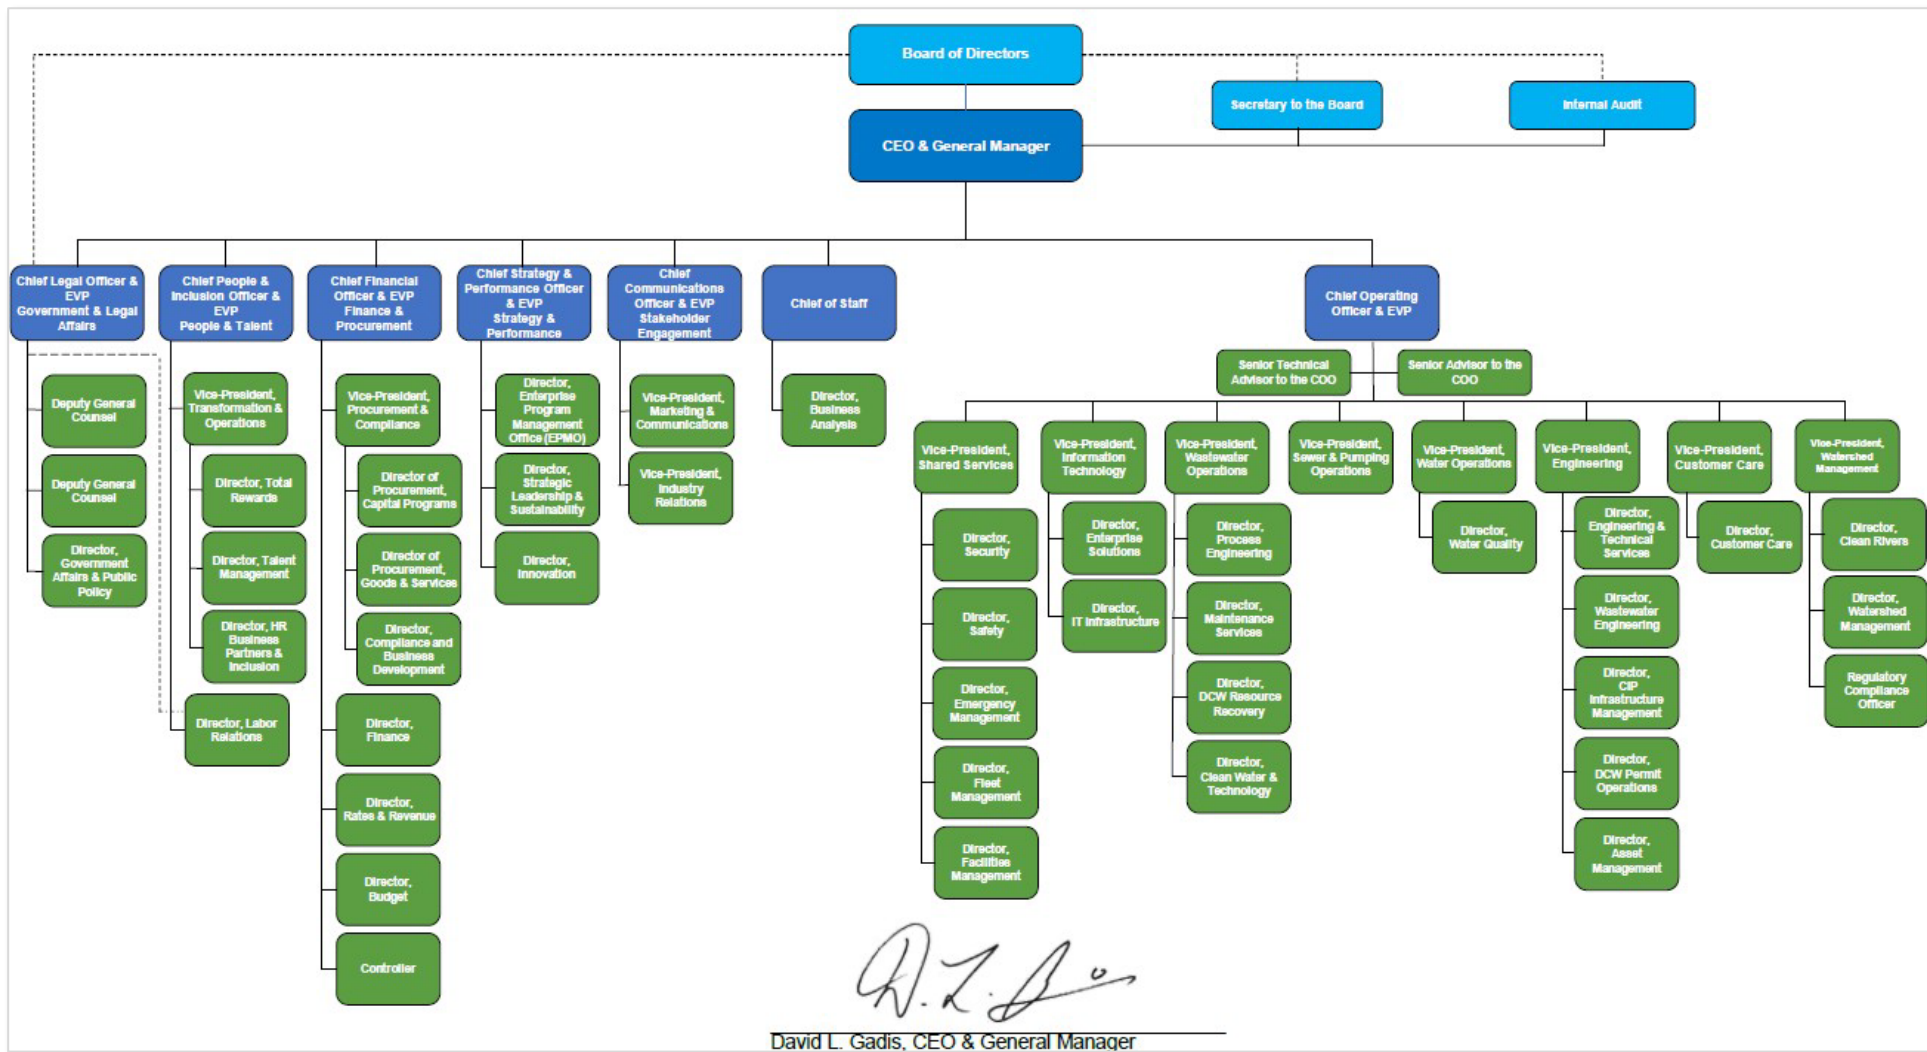 Board of Directors
Secretary to the Board
Internal Audit
CEO & General Manager
Chief Legal Officer &
EVP
Government & Legal
Affairs
Chief People &
Inclusion Officer &
EVP
People & Talent
Chief Financial
Officer & EVP
Finance &
Procurement
Chief Strategy &
Performance Officer
& EVP
Strategy &
Performance
Chief
Communications
Officer & EVP
Stakeholder
Engagement
Chief of Staff
Chief Operating
Officer & EVP
Senior Technical
Advisor to the COO
Senior Advisor to the
COO
Deputy General
Counsel
Deputy General
Counsel
Director,
Government
Affairs & Public
Policy
Vice-President,
Transformation &
Operations
Director, Total
Rewards
Director, Talent
Management
Director, HR
Business
Partners &
Inclusion
Director, Labor
Relations
Vice-President,
Procurement &
Compliance
Director of
Procurement,
Capital Programs
Director of
Procurement,
Goods & Services
Director,
Compliance and
Business
Development
Director,
Finance
Director,
Rates & Revenue
Director,
Budget
Controller
Director,
Enterprise
Program
Management
Office (EPMO)
Director,
Strategic
Leadership &
Sustainability
Director,
Innovation
Vice-President,
Marketing &
Communications
Vice-President,
Industry
Relations
Director,
Business
Analysis
Vice-President,
Shared Services
Director,
Security
Director,
Safety
Director,
Emergency
Management
Director,
Fleet
Management
Director,
Facilities
Management
Vice-President,
Information
Technology
Director,
Enterprise
Solutions
Director,
IT Infrastructure
Vice-President,
Wastewater
Operations
Director,
Process
Engineering
Director,
Maintenance
Services
Director,
DCW Resource
Recovery
Director,
Clean Water &
Technology
Vice-President,
Sewer & Pumping
Operations
Vice-President,
Water Operations
Director,
Water Quality
Vice-President,
Engineering
Director,
Engineering &
Technical
Services
Director,
Wastewater
Engineering
Director,
CIP
Infrastructure
Management
Director,
DCW Permit
Operations
Director,
Asset
Management
Vice-President,
Customer Care
Director,
Customer Care
Vice-President,
Watershed
Management
Director,
Clean Rivers
Director,
Watershed
Management
Regulatory
Compliance
Officer
David L. Gadis, CEO & General Manager